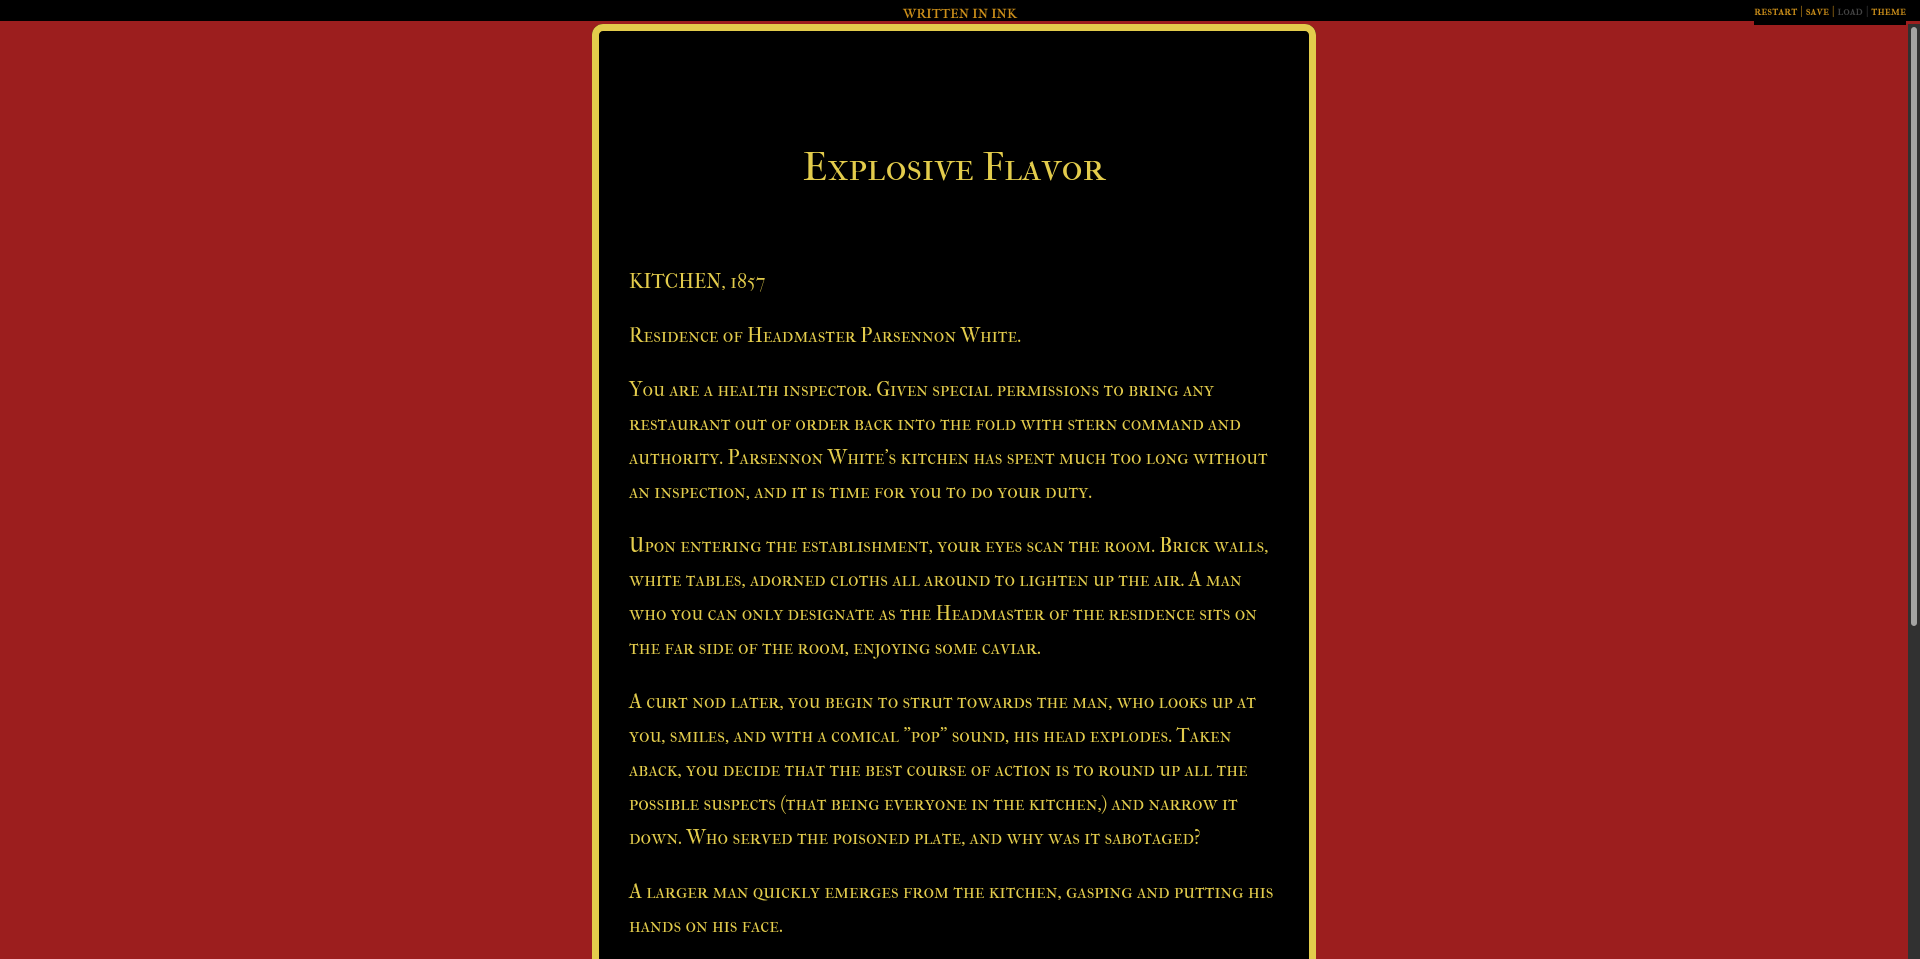 WRITTEN IN INK
RESTART | SAVE | LOAD | THEME
Explosive Flavor
KITCHEN, 1857
Residence of Headmaster Parsennon White.
You are a health inspector. Given special permissions to bring any
restaurant out of order back into the fold with stern command and
authority. Parsennon White's kitchen has spent much too long without
an inspection, and it is time for you to do your duty.
Upon entering the establishment, your eyes scan the room. Brick walls,
white tables, adorned cloths all around to lighten up the air. A man
who you can only designate as the Headmaster of the residence sits on
the far side of the room, enjoying some caviar.
A curt nod later, you begin to strut towards the man, who looks up at
you, smiles, and with a comical "pop" sound, his head explodes. Taken
aback, you decide that the best course of action is to round up all the
possible suspects (that being everyone in the kitchen,) and narrow it
down. Who served the poisoned plate, and why was it sabotaged?
A larger man quickly emerges from the kitchen, gasping and putting his
hands on his face.